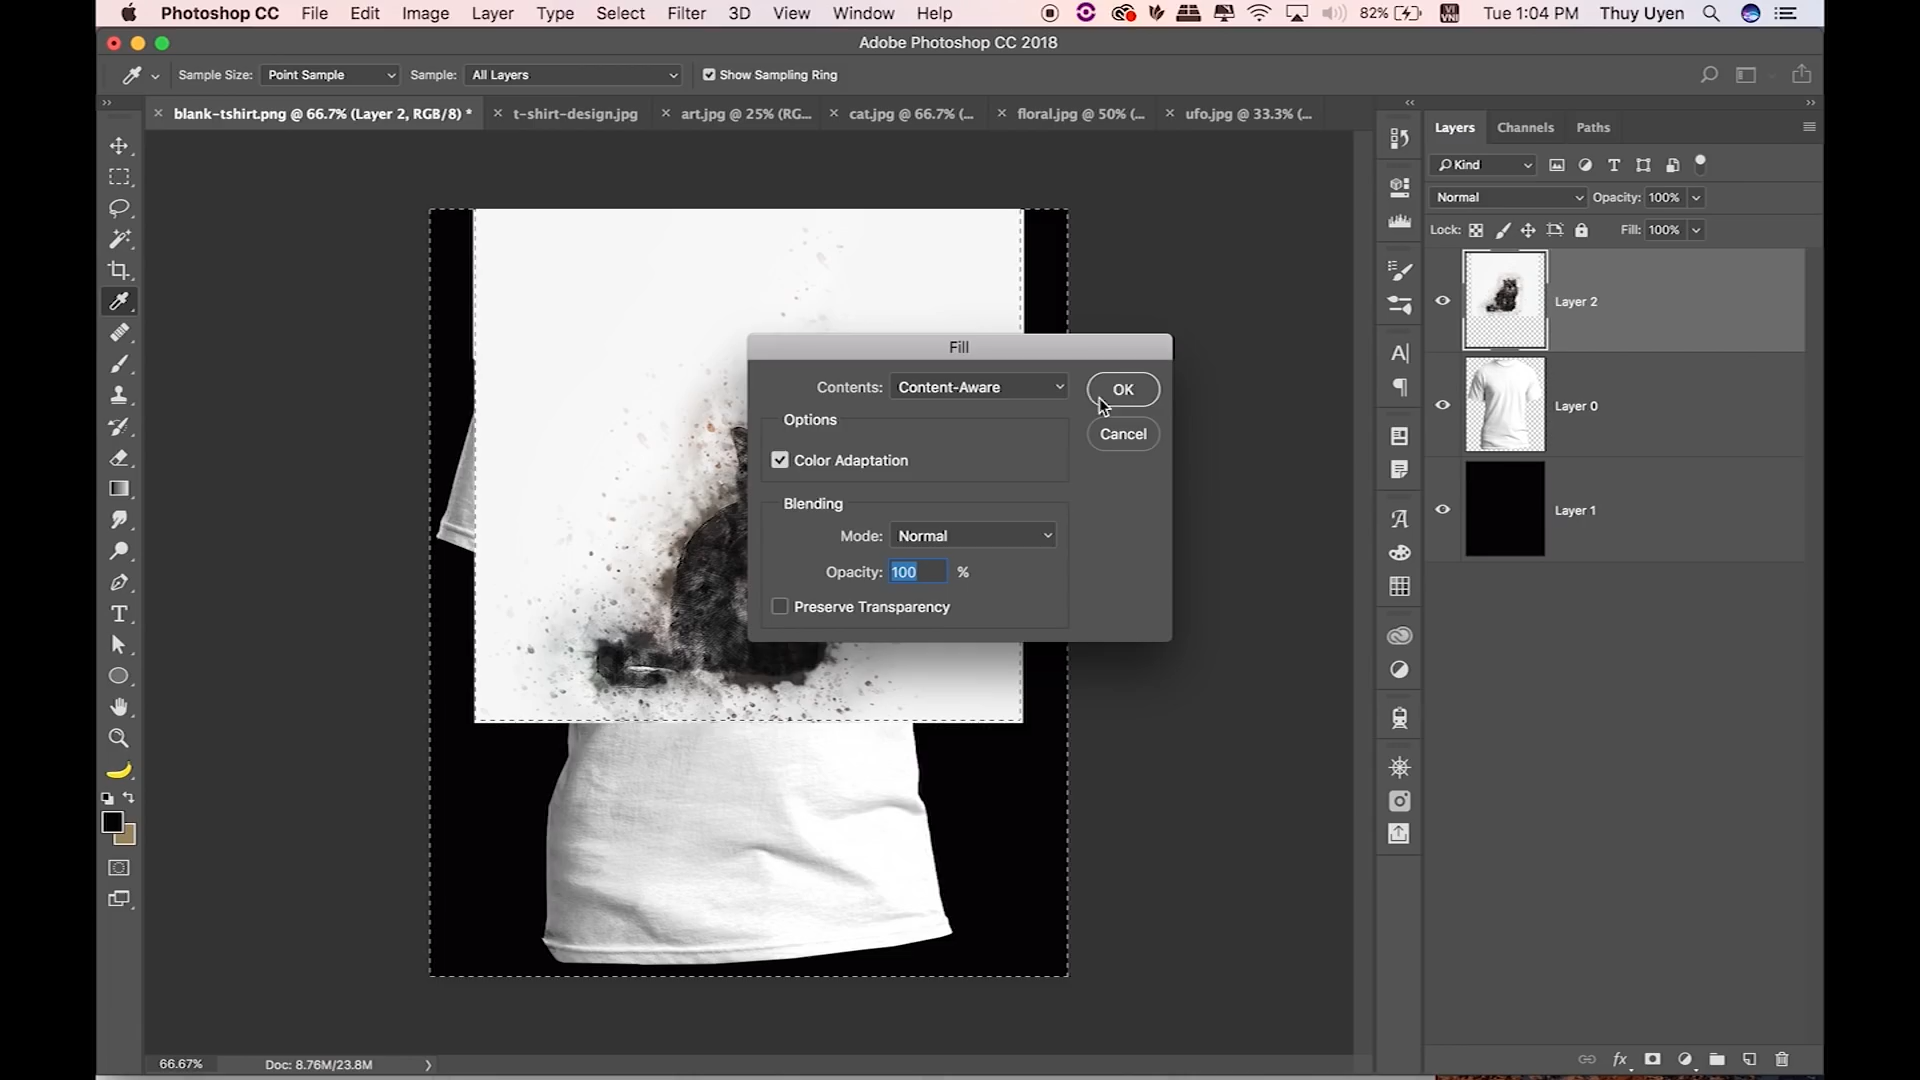 Photoshop CC File Edit Image Layer Type Select Filter 3D View Window Help 82% VI VNI Tue 1:04 PM Thuy Uyen
Adobe Photoshop CC 2018
Sample Size: Point Sample Sample: All Layers Show Sampling Ring
blank-tshirt.png @ 66.7% (Layer 2, RGB/8) * t-shirt-design.jpg art.jpg @ 25% (RG... cat.jpg @ 66.7% (... floral.jpg @ 50% (... ufo.jpg @ 33.3% (...
Layers Channels Paths
Kind
Normal Opacity: 100%
Lock: Fill: 100%
Layer 2
Layer 0
Layer 1
Fill
Contents: Content-Aware OK
Options
Cancel
Color Adaptation
Blending
Mode: Normal
Opacity: 100 %
Preserve Transparency
66.67% Doc: 8.76M/23.8M
fx